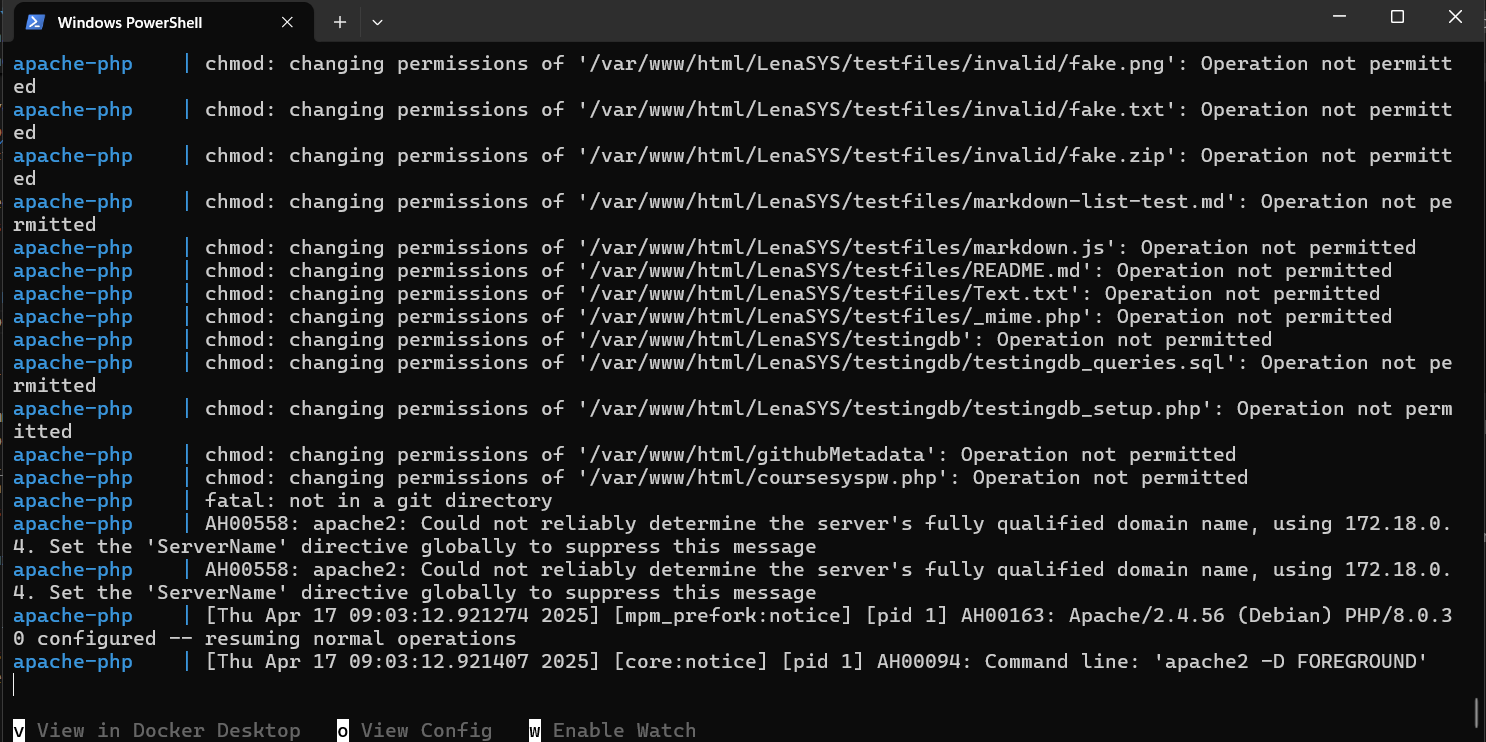 Windows PowerShell
apache-php | chmod: changing permissions of '/var/www/html/LenaSYS/testfiles/invalid/fake.png': Operation not permitt
ed
apache-php | chmod: changing permissions of '/var/www/html/LenaSYS/testfiles/invalid/fake.txt': Operation not permitt
ed
apache-php | chmod: changing permissions of '/var/www/html/LenaSYS/testfiles/invalid/fake.zip': Operation not permitt
ed
apache-php | chmod: changing permissions of '/var/www/html/LenaSYS/testfiles/markdown-list-test.md': Operation not pe
rmitted
apache-php | chmod: changing permissions of '/var/www/html/LenaSYS/testfiles/markdown.js': Operation not permitted
apache-php | chmod: changing permissions of '/var/www/html/LenaSYS/testfiles/README.md': Operation not permitted
apache-php | chmod: changing permissions of '/var/www/html/LenaSYS/testfiles/Text.txt': Operation not permitted
apache-php | chmod: changing permissions of '/var/www/html/LenaSYS/testfiles/_mime.php': Operation not permitted
apache-php | chmod: changing permissions of '/var/www/html/LenaSYS/testingdb': Operation not permitted
apache-php | chmod: changing permissions of '/var/www/html/LenaSYS/testingdb/testingdb_queries.sql': Operation not pe
rmitted
apache-php | chmod: changing permissions of '/var/www/html/LenaSYS/testingdb/testingdb_setup.php': Operation not perm
itted
apache-php | chmod: changing permissions of '/var/www/html/githubMetadata': Operation not permitted
apache-php | chmod: changing permissions of '/var/www/html/coursesyspw.php': Operation not permitted
apache-php | fatal: not in a git directory
apache-php | AH00558: apache2: Could not reliably determine the server's fully qualified domain name, using 172.18.0.
4. Set the 'ServerName' directive globally to suppress this message
apache-php | AH00558: apache2: Could not reliably determine the server's fully qualified domain name, using 172.18.0.
4. Set the 'ServerName' directive globally to suppress this message
apache-php | [Thu Apr 17 09:03:12.921274 2025] [mpm_prefork:notice] [pid 1] AH00163: Apache/2.4.56 (Debian) PHP/8.0.3
0 configured -- resuming normal operations
apache-php | [Thu Apr 17 09:03:12.921407 2025] [core:notice] [pid 1] AH00094: Command line: 'apache2 -D FOREGROUND'
v View in Docker Desktop o View Config w Enable Watch